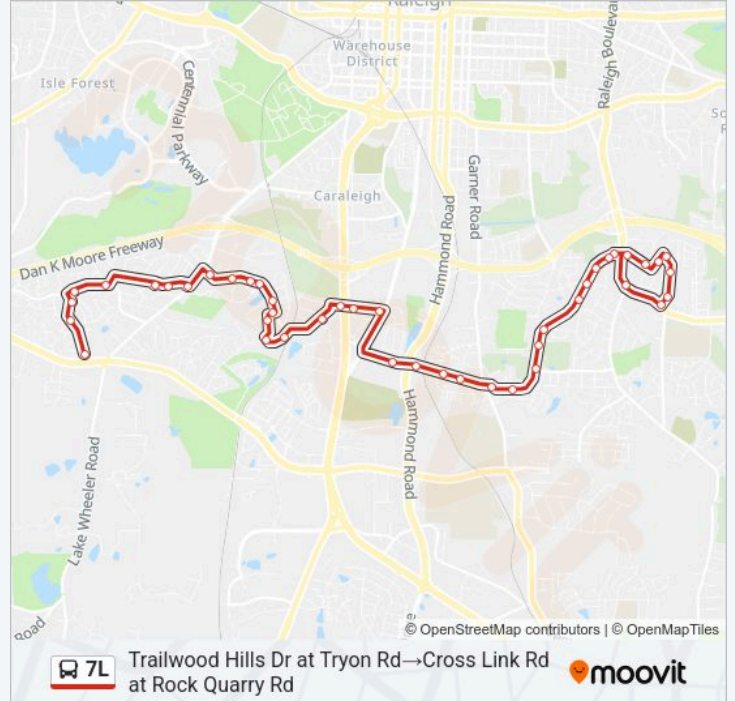 Raleigh
Warehouse
District
Raleigh Boulevard
Isle Forest
Centennial Parkway
Garner Road
Caraleigh
Hammond Road
Dan K Moore Freeway
Hammond Road
Lake Wheeler Road
Road
© OpenStreetMap contributors | © OpenMapTiles
7L
Trailwood Hills Dr at Tryon Rd→Cross Link Rd
at Rock Quarry Rd
moovit